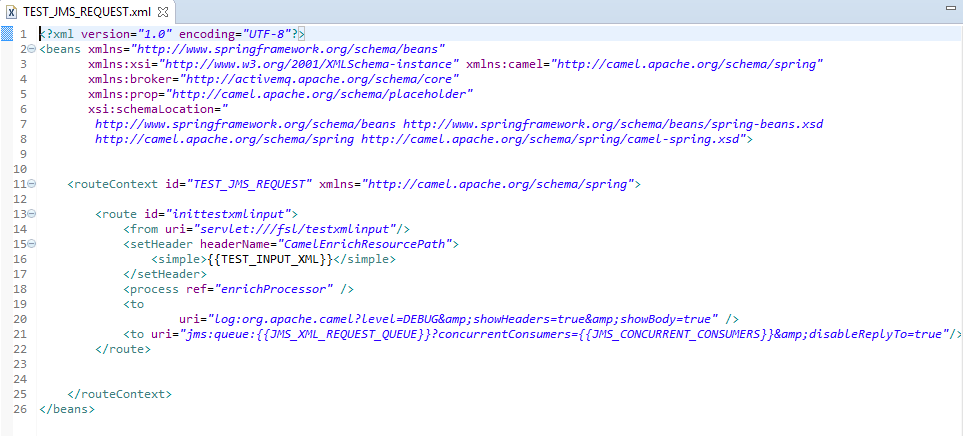 TEST_JMS_REQUEST.xml
1 <?xml version="1.0" encoding="UTF-8"?>
2 <beans xmlns="http://www.springframework.org/schema/beans"
3 xmlns:xsi="http://www.w3.org/2001/XMLSchema-instance" xmlns:camel="http://camel.apache.org/schema/spring"
4 xmlns:broker="http://activemq.apache.org/schema/core"
5 xmlns:prop="http://camel.apache.org/schema/placeholder"
6 xsi:schemaLocation="
7 http://www.springframework.org/schema/beans http://www.springframework.org/schema/beans/spring-beans.xsd
8 http://camel.apache.org/schema/spring http://camel.apache.org/schema/spring/camel-spring.xsd">
9
10
11 <routeContext id="TEST_JMS_REQUEST" xmlns="http://camel.apache.org/schema/spring">
12
13 <route id="inittestxmlinput">
14 <from uri="servlet:///fsl/testxmlinput"/>
15 <setHeader headerName="CamelEnrichResourcePath">
16 <simple>{{TEST_INPUT_XML}}</simple>
17 </setHeader>
18 <process ref="enrichProcessor" />
19 <to
20 uri="log:org.apache.camel?level=DEBUG&amp;showHeaders=true&amp;showBody=true" />
21 <to uri="jms:queue:{{JMS_XML_REQUEST_QUEUE}}?concurrentConsumers={{JMS_CONCURRENT_CONSUMERS}}&amp;disableReplyTo=true"/>
22 </route>
23
24
25 </routeContext>
26 </beans>